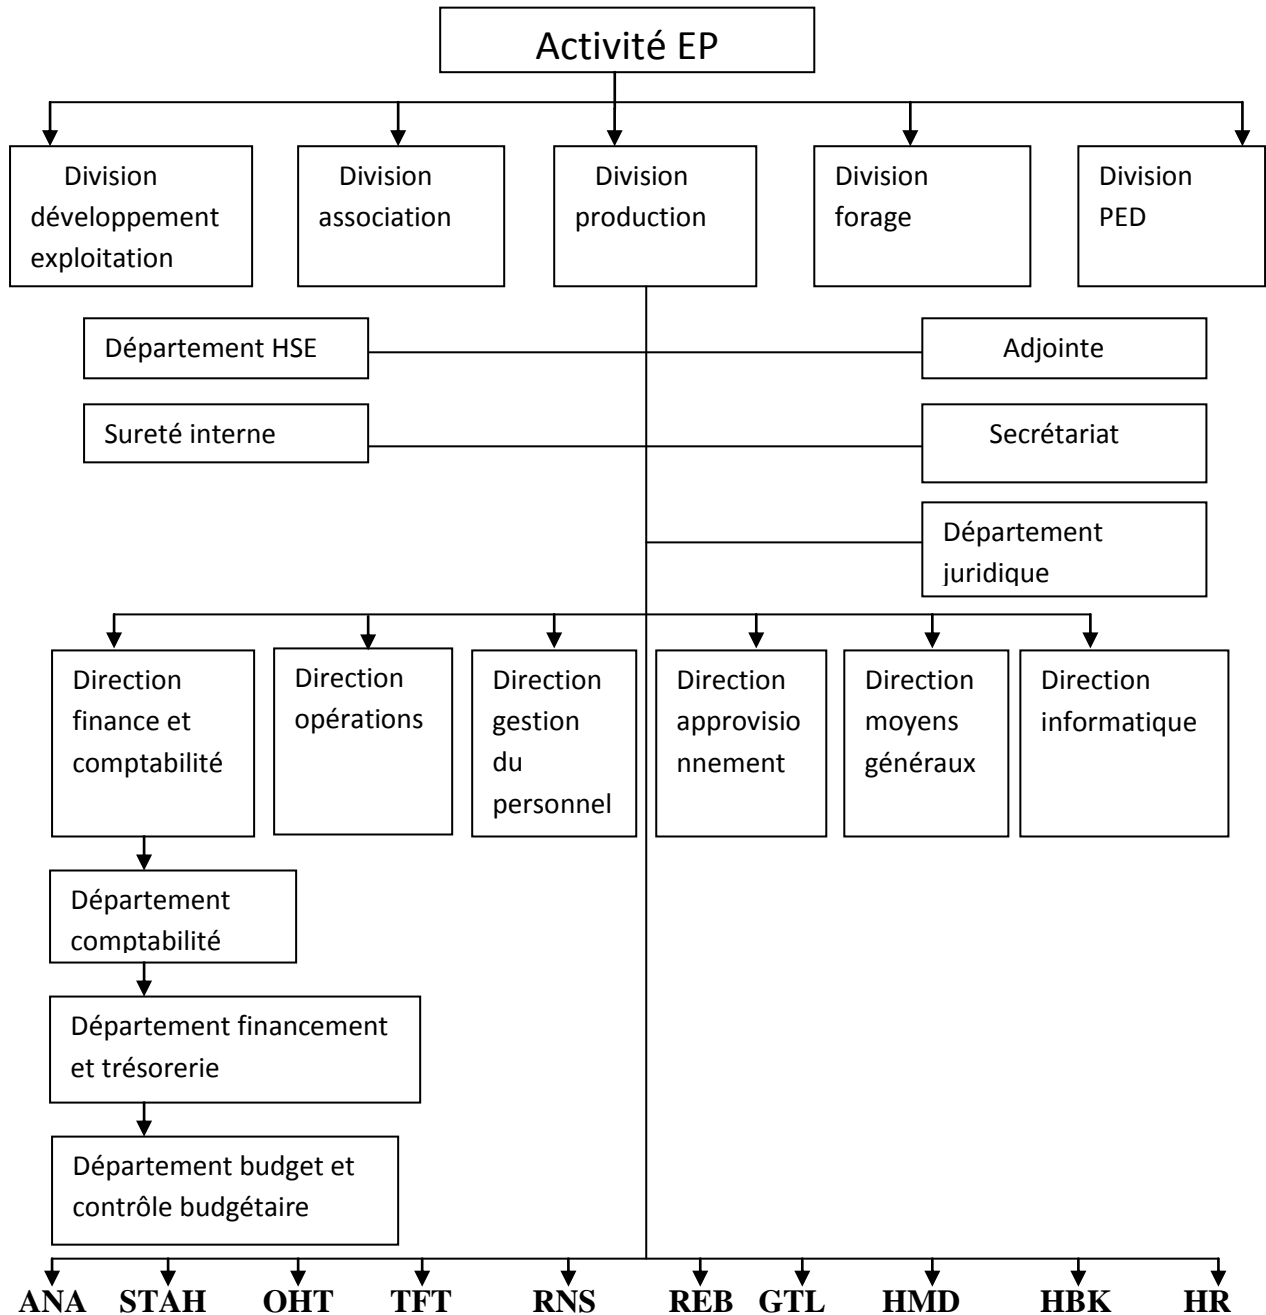 Activité EP
Division
développement
exploitation
Division
association
Division
production
Division
forage
Division
PED
Département HSE
Adjointe
Sureté interne
Secrétariat
Département
juridique
Direction
finance et
comptabilité
Direction
opérations
Direction
gestion
du
personnel
Direction
approvisio
nnement
Direction
moyens
généraux
Direction
informatique
Département
comptabilité
Département financement
et trésorerie
Département budget et
contrôle budgétaire
ANA STAH OHT TFT RNS REB GTL HMD HBK HR